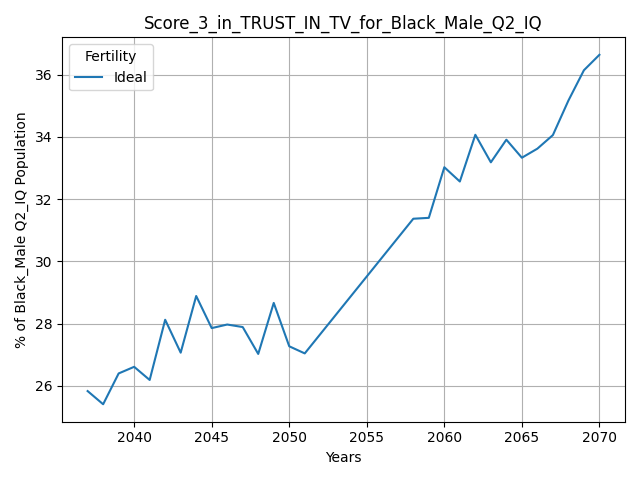 Score_3_in_TRUST_IN_TV_for_Black_Male_Q2_IQ
Fertility
Ideal
% of Black_Male Q2_IQ Population
36
34
32
30
28
26
2040
2045
2050
2055
2060
2065
2070
Years